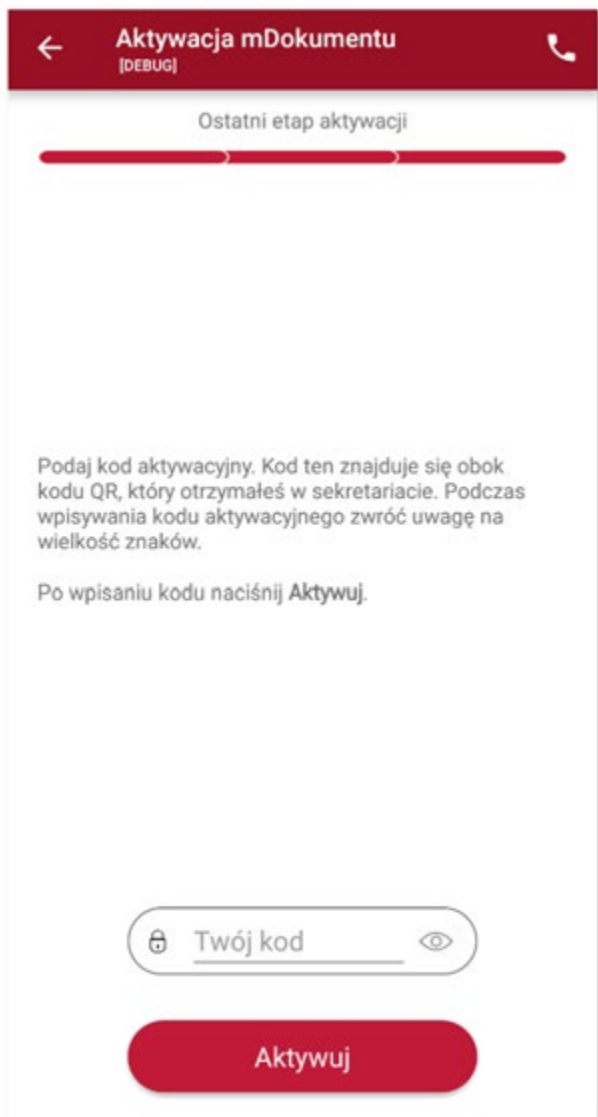 Aktywacja mDokumentu
[DEBUG]
Ostatni etap aktywacji
Podaj kod aktywacyjny. Kod ten znajduje się obok
kodu QR, który otrzymałeś w sekretariacie. Podczas
wpisywania kodu aktywacyjnego zwróć uwagę na
wielkość znaków.
Po wpisaniu kodu naciśnij Aktywuj.
Twój kod
Aktywuj